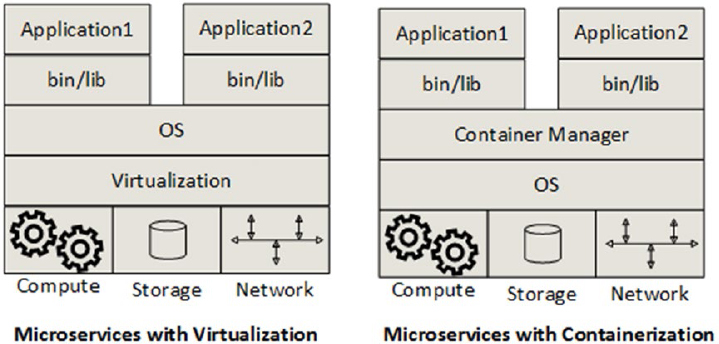 Application1
Application2
bin/lib
bin/lib
OS
Virtualization
Compute
Storage
Network
Microservices with Virtualization
Application1
Application2
bin/lib
bin/lib
Container Manager
OS
Compute
Storage
Network
Microservices with Containerization